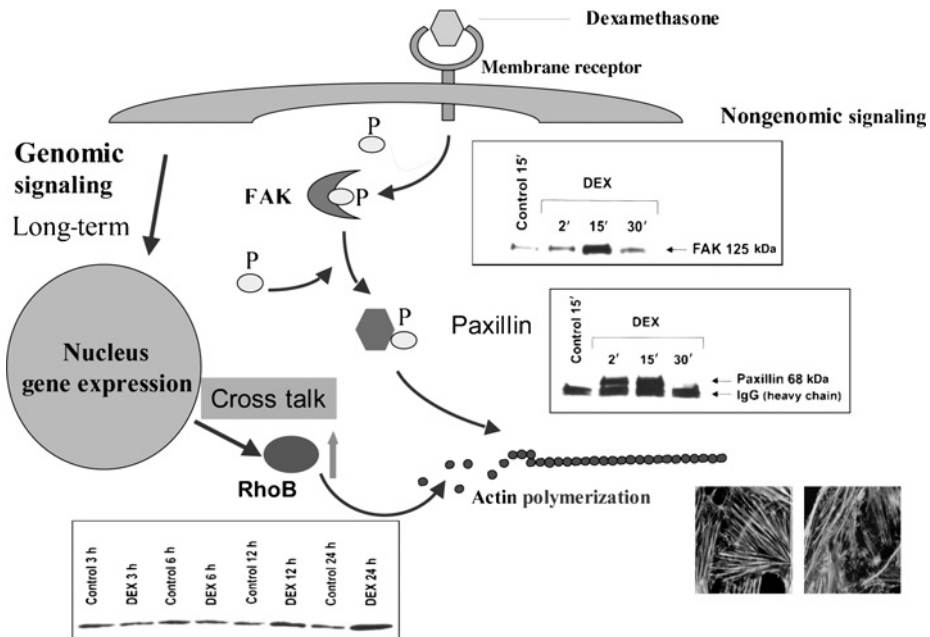 Dexamethasone
Membrane receptor
Nongenomic signaling
Genomic
signaling
Long-term
P
FAK
P
P
P
Paxillin
Nucleus
gene expression
Cross talk
RhoB
Actin polymerization
Control 15′
DEX
2′ 15′ 30′
FAK 125 kDa
Control 15′
DEX
2′ 15′ 30′
Paxillin 68 kDa
IgG (heavy chain)
Control 3 h
DEX 3 h
Control 6 h
DEX 6 h
Control 12 h
DEX 12 h
Control 24 h
DEX 24 h